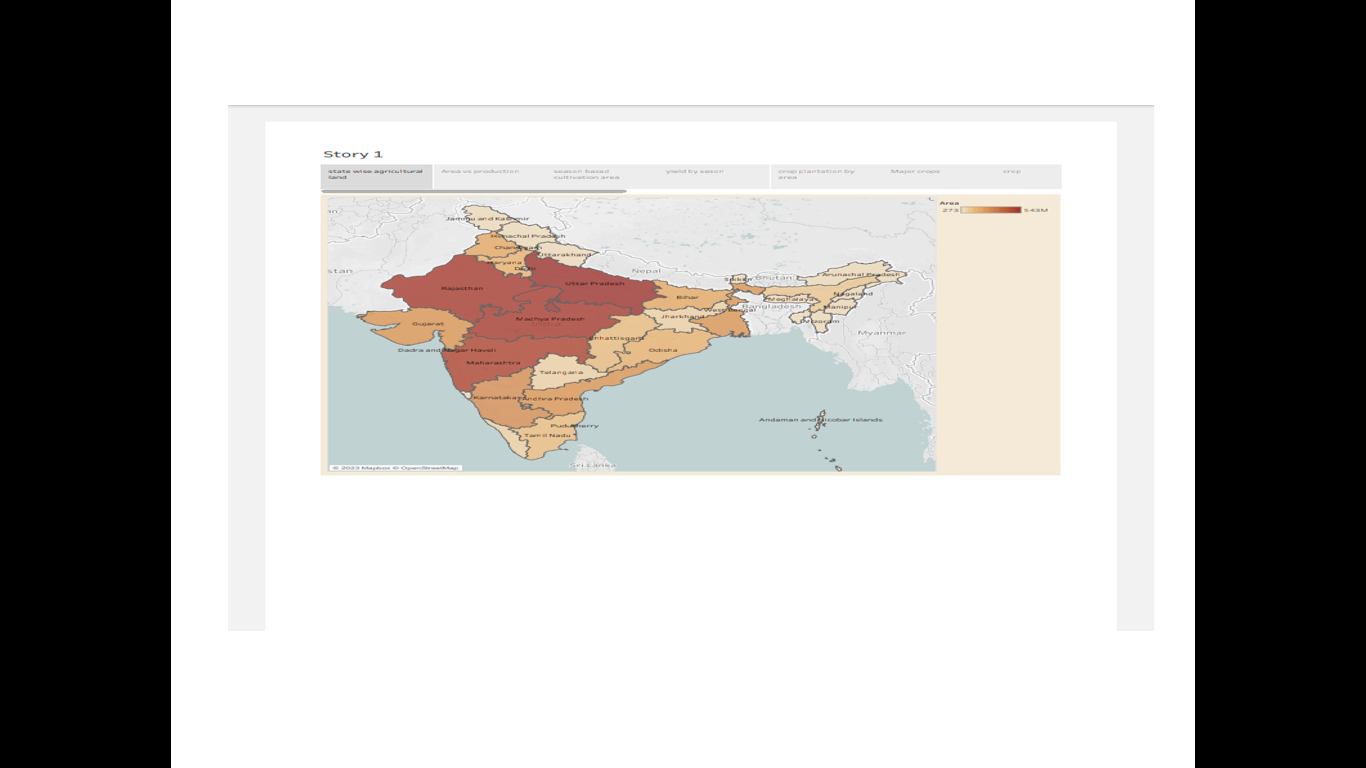 Story 1
state wise agricultural
land
Area vs production
season based
cultivation area
yield by seson
crop plantation by
area
Major crops
cricp
Area
273
543M
stan
Jammu and Kashmir
Himachal Pradesh
Chandigarh
Uttarakhand
Haryana
Delhi
Nepal
Sikkim
Bhutan
Arunachal Pradesh
Rajasthan
Uttar Pradesh
Bihar
Meghalaya
Nagaland
Manipur
Bangladesh
West Bengal
Jharkhand
Mizoram
Gujarat
Madhya Pradesh
India
Myanmar
Chhattisgarh
Odisha
Dadra and Nagar Haveli
Maharashtra
Telangana
Karnataka
Andhra Pradesh
Puducherry
Tamil Nadu
Andaman and Nicobar Islands
Sri Lanka
© 2023 Mapbox © OpenStreetMap